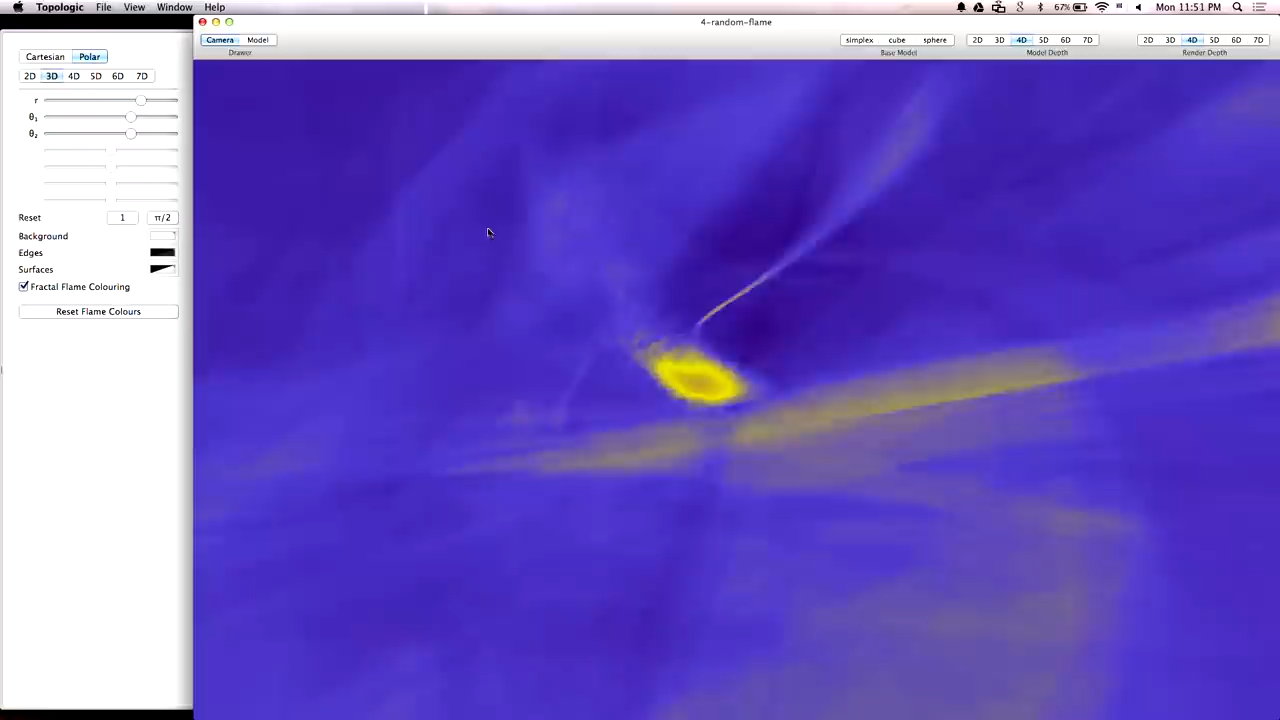 Topologic File View Window Help 67% Mon 11:51 PM
4-random-flame
Camera Model simplex cube sphere 2D 3D 4D 5D 6D 7D 2D 3D 4D 5D 6D 7D
Drawer Base Model Model Depth Render Depth
Cartesian Polar
2D 3D 4D 5D 6D 7D
r
θ₁
θ₂
Reset 1 π/2
Background
Edges
Surfaces
Fractal Flame Colouring
Reset Flame Colours